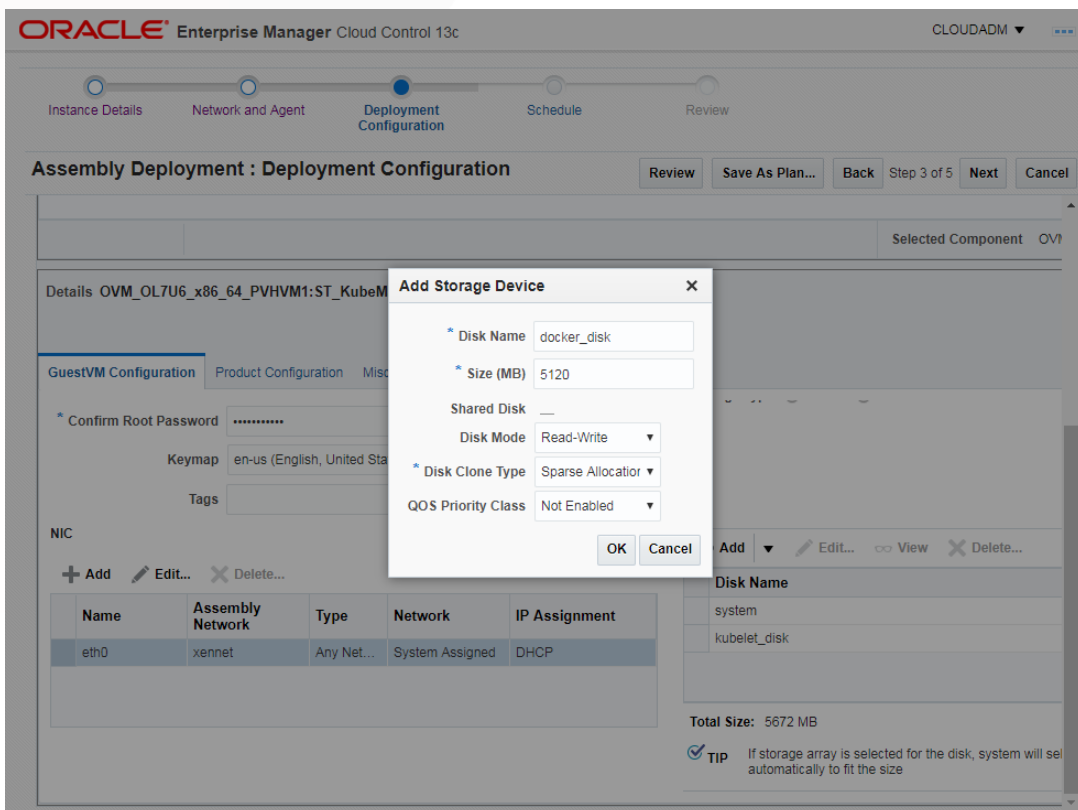 ORACLE Enterprise Manager Cloud Control 13c
CLOUDADM
Instance Details
Network and Agent
Deployment
Configuration
Schedule
Review
Assembly Deployment : Deployment Configuration
Review
Save As Plan...
Back
Step 3 of 5
Next
Cancel
Selected Component
Details OVM_OL7U6_x86_64_PVHVM1:ST_KubeM
GuestVM Configuration
Product Configuration
* Confirm Root Password ...........
Keymap en-us (English, United Sta
Tags
NIC
Add Edit... Delete...
Name Assembly Network Type Network IP Assignment
eth0 xennet Any Net... System Assigned DHCP
Add Storage Device
* Disk Name docker_disk
* Size (MB) 5120
Shared Disk
Disk Mode Read-Write
* Disk Clone Type Sparse Allocation
QOS Priority Class Not Enabled
OK Cancel
Add Edit... View Delete...
Disk Name
system
kubelet_disk
Total Size: 5672 MB
TIP If storage array is selected for the disk, system will sel
automatically to fit the size